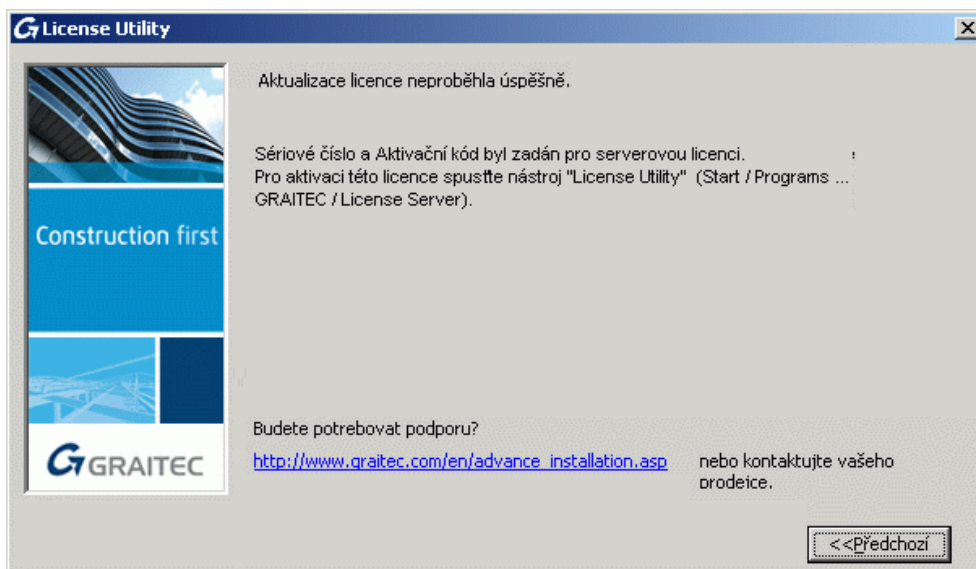 License Utility
Aktualizace licence neproběhla úspěšně.
Sériové číslo a Aktivační kód byl zadán pro serverovou licenci.
Pro aktivaci této licence spusťte nástroj "License Utility" (Start / Programs ...
GRAITEC / License Server).
Construction first
GRAITEC
Budete potrebovat podporu?
http://www.graitec.com/en/advance_installation.asp nebo kontaktujte vašeho
prodejce.
<<Předchozí